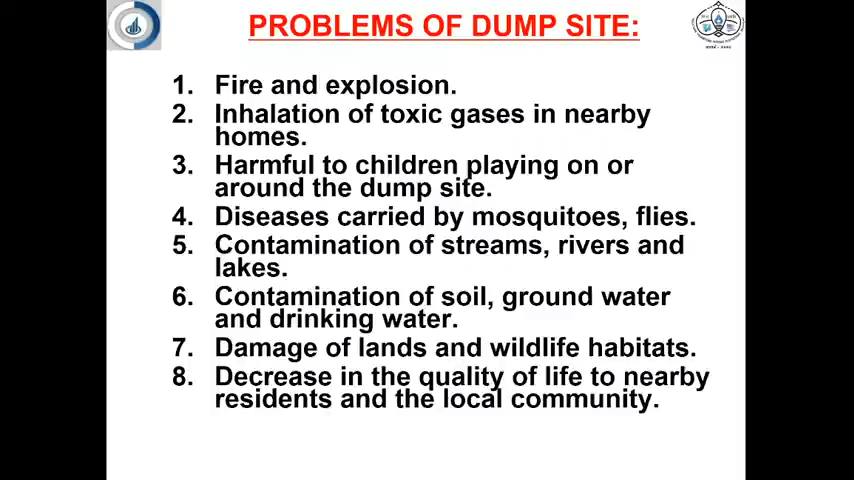 PROBLEMS OF DUMP SITE:
1. Fire and explosion.
2. Inhalation of toxic gases in nearby
homes.
3. Harmful to children playing on or
around the dump site.
4. Diseases carried by mosquitoes, flies.
5. Contamination of streams, rivers and
lakes.
6. Contamination of soil, ground water
and drinking water.
7. Damage of lands and wildlife habitats.
8. Decrease in the quality of life to nearby
residents and the local community.